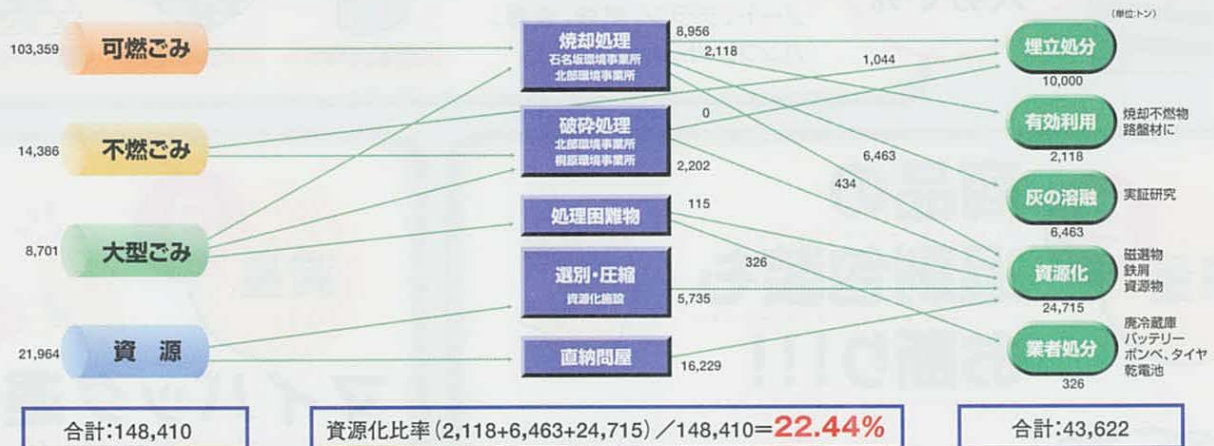 (単位:トン)
103,359
可燃ごみ
14,386
不燃ごみ
8,701
大型ごみ
21,964
資 源
焼却処理
石名坂環境事業所
北部環境事業所
破砕処理
北部環境事業所
桐原環境事業所
処理困難物
選別・圧縮
資源化施設
直納問屋
8,956
2,118
1,044
0
6,463
2,202
434
115
326
5,735
16,229
埋立処分
10,000
有効利用
焼却不燃物
路盤材に
2,118
灰の溶融
実証研究
6,463
資源化
磁選物
鉄屑
資源物
24,715
業者処分
廃冷蔵庫
バッテリー
ボンベ、タイヤ
乾電池
326
合計:148,410
資源化比率(2,118+6,463+24,715)/148,410=22.44%
合計:43,622